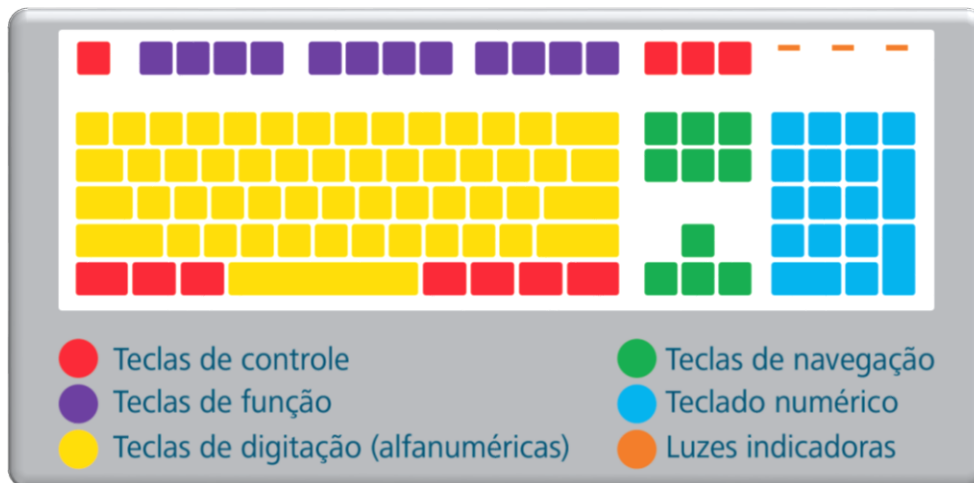 Teclas de controle
Teclas de função
Teclas de digitação (alfanuméricas)
Teclas de navegação
Teclado numérico
Luzes indicadoras